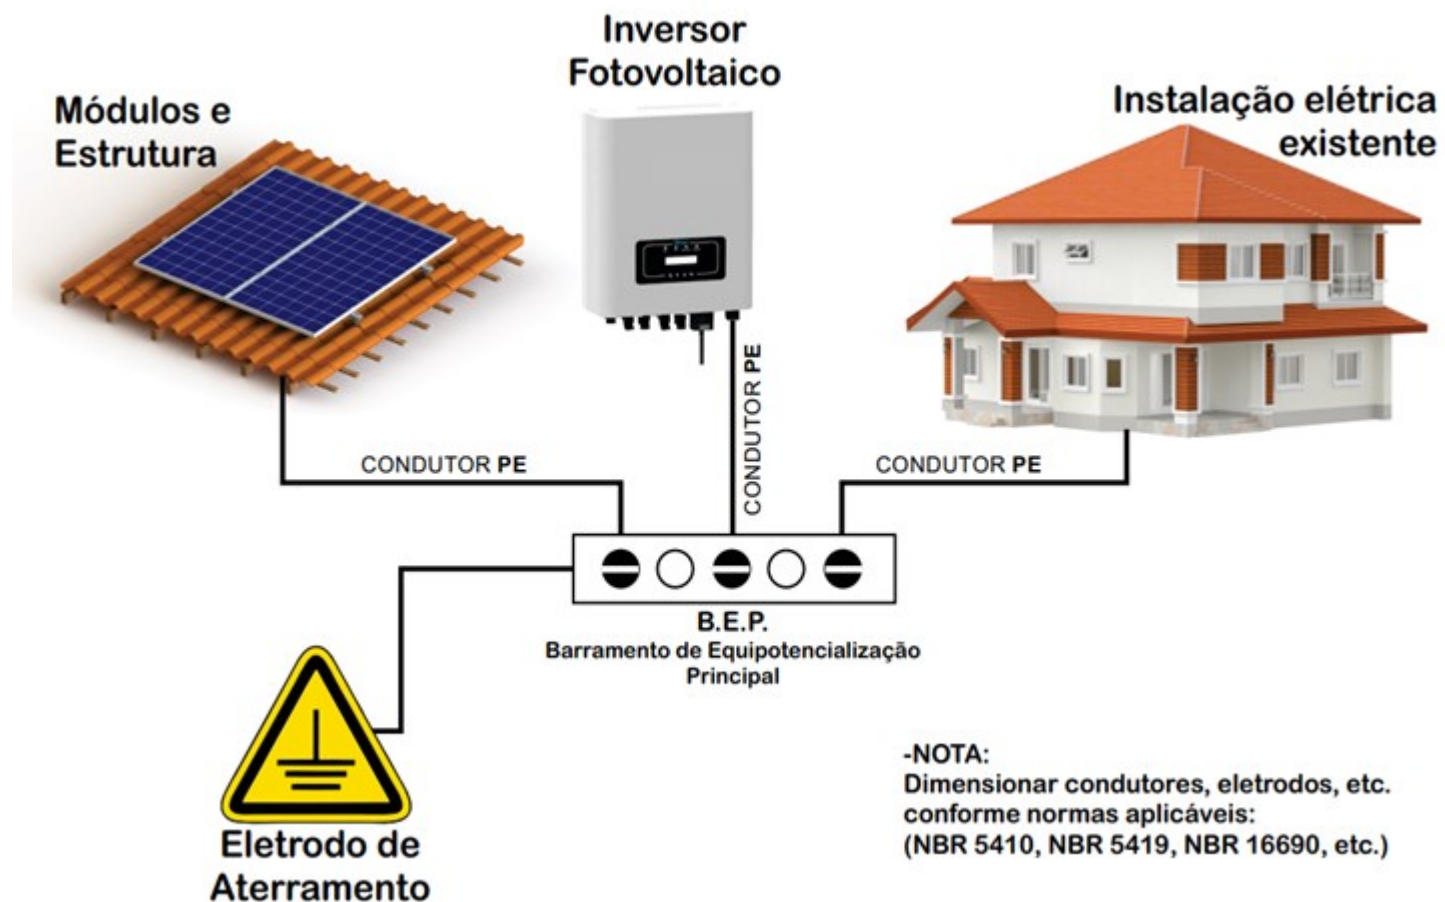 Inversor
Fotovoltaico
Módulos e
Estrutura
Instalação elétrica
existente
CONDUTOR PE
CONDUTOR PE
CONDUTOR PE
B.E.P.
Barramento de Equipotencialização
Principal
Eletrodo de
Aterramento
-NOTA:
Dimensionar condutores, eletrodos, etc.
conforme normas aplicáveis:
(NBR 5410, NBR 5419, NBR 16690, etc.)